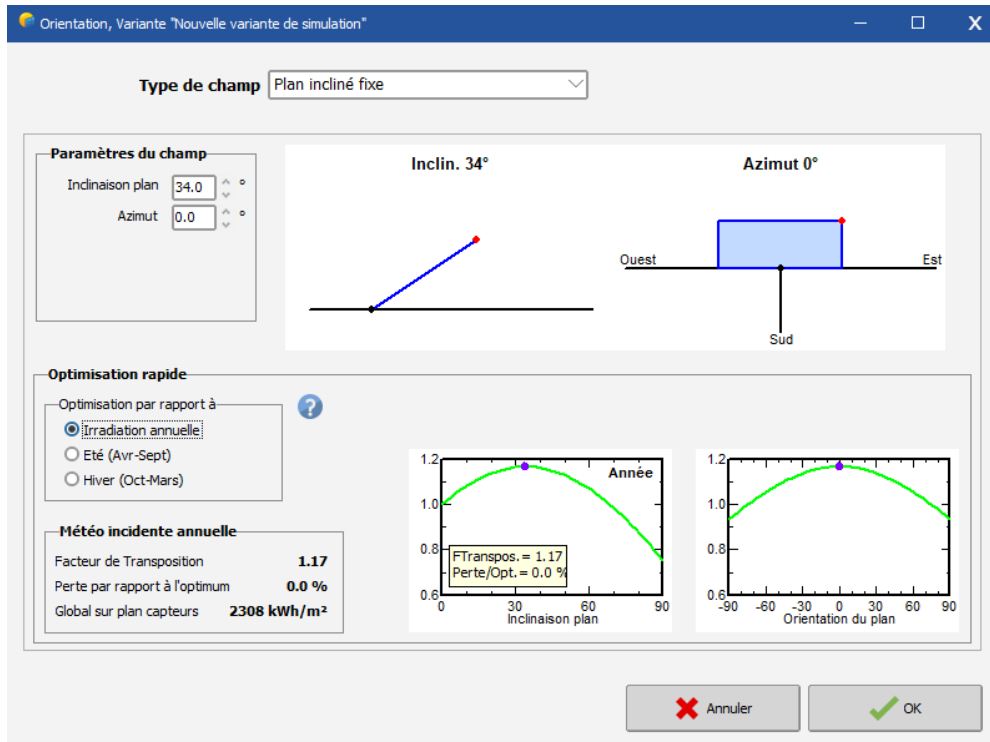 Orientation, Variante "Nouvelle variante de simulation"
Type de champ Plan incliné fixe
Paramètres du champ
Inclinaison plan 34.0 °
Azimut 0.0 °
Inclin. 34°
Azimut 0°
Ouest
Est
Sud
Optimisation rapide
Optimisation par rapport à
Irradiation annuelle
Eté (Avr-Sept)
Hiver (Oct-Mars)
?
Météo incidente annuelle
Facteur de Transposition 1.17
Perte par rapport à l'optimum 0.0 %
Global sur plan capteurs 2308 kWh/m²
1.2
1.0
0.8
0.6
Année
FTranspos. = 1.17
Perte/Opt. = 0.0 %
0 30 60 90
Inclinaison plan
1.2
1.0
0.8
0.6
-90 -60 -30 0 30 60 90
Orientation du plan
Annuler
OK